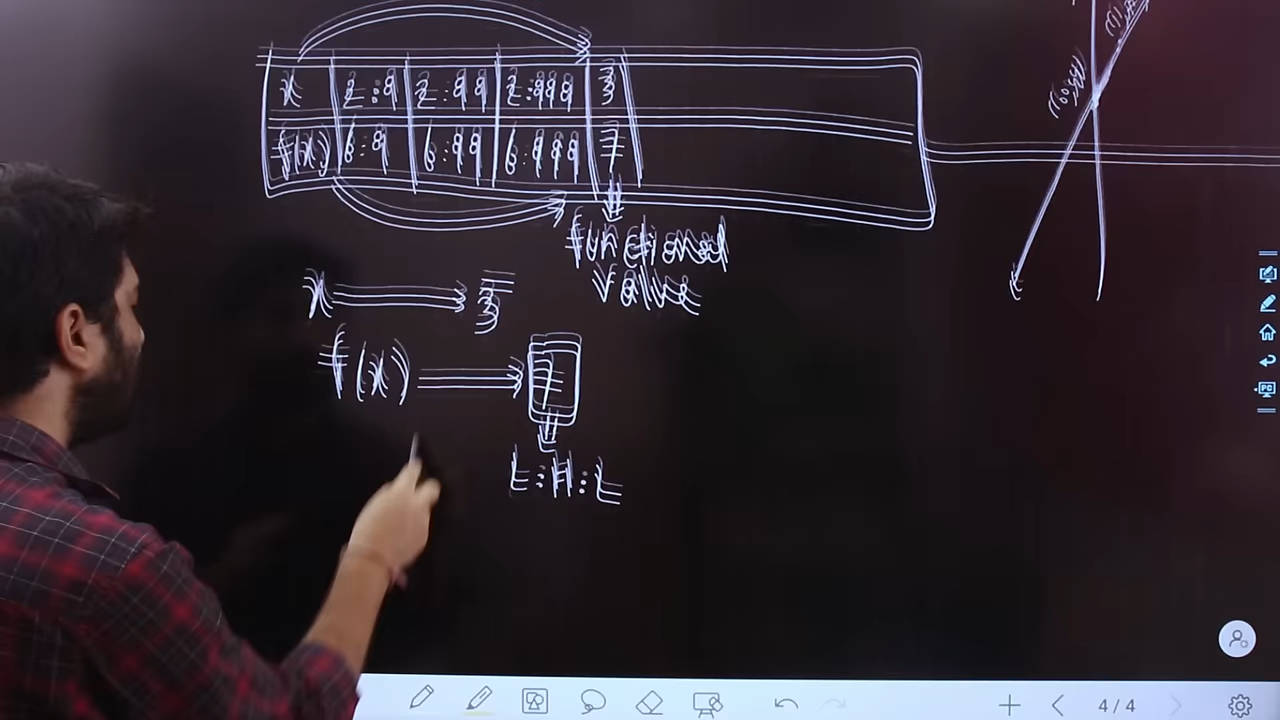 x 2.9 2.99 2.999 3
f(x) 6.9 6.99 6.999 7
functional
value
x → 3
f(x) → 7
L.H.L
PC
4/4